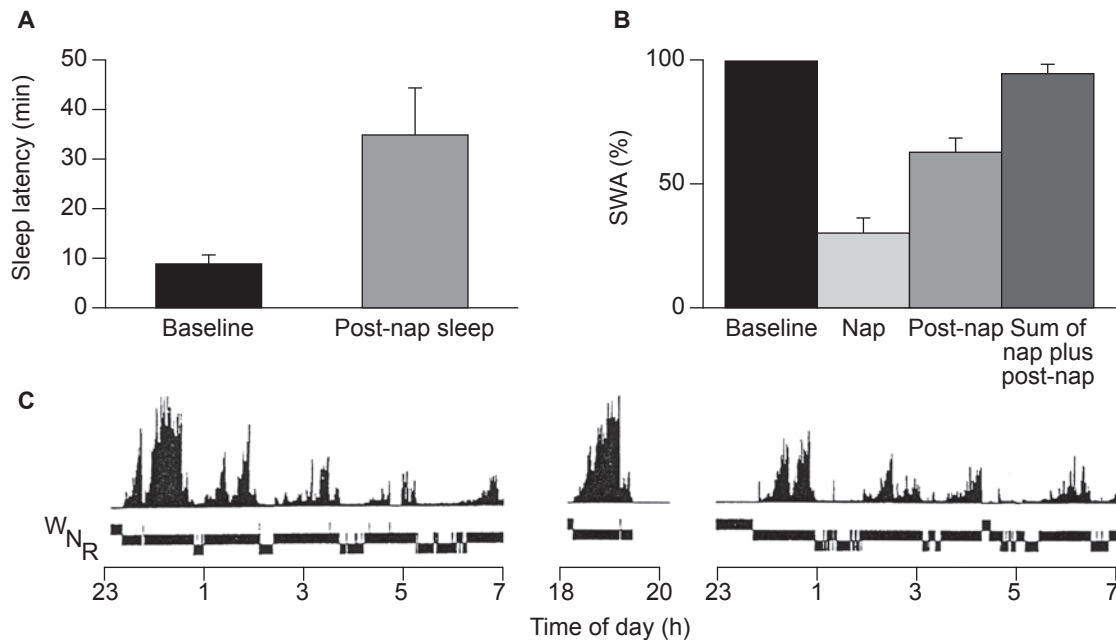 A
Sleep latency (min)
50
40
30
20
10
0
Baseline
Post-nap sleep
B
SWA (%)
100
50
0
Baseline
Nap
Post-nap
Sum of
nap plus
post-nap
C
W
N
R
23
1
3
5
7
18
20
23
1
3
5
7
Time of day (h)